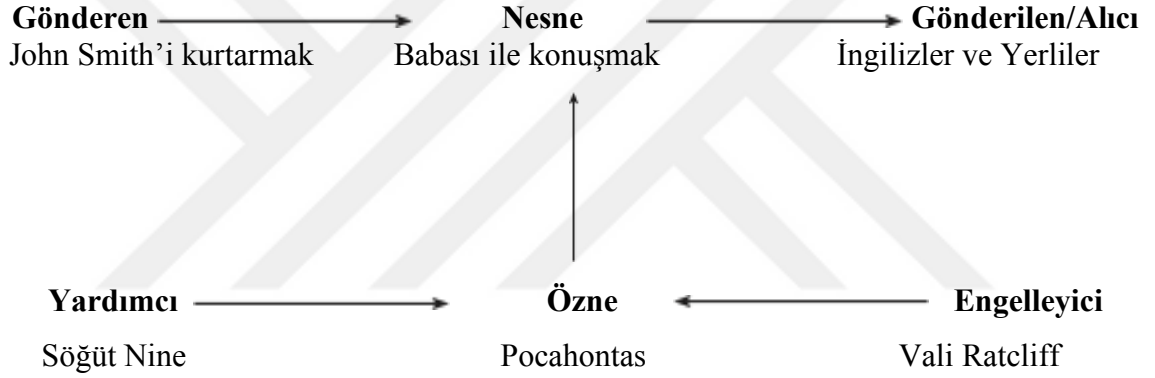 Gönderen Nesne Gönderilen/Alıcı
John Smith’i kurtarmak Babası ile konuşmak İngilizler ve Yerliler
Yardımcı Özne Engelleyici
Söğüt Nine Pocahontas Vali Ratcliff